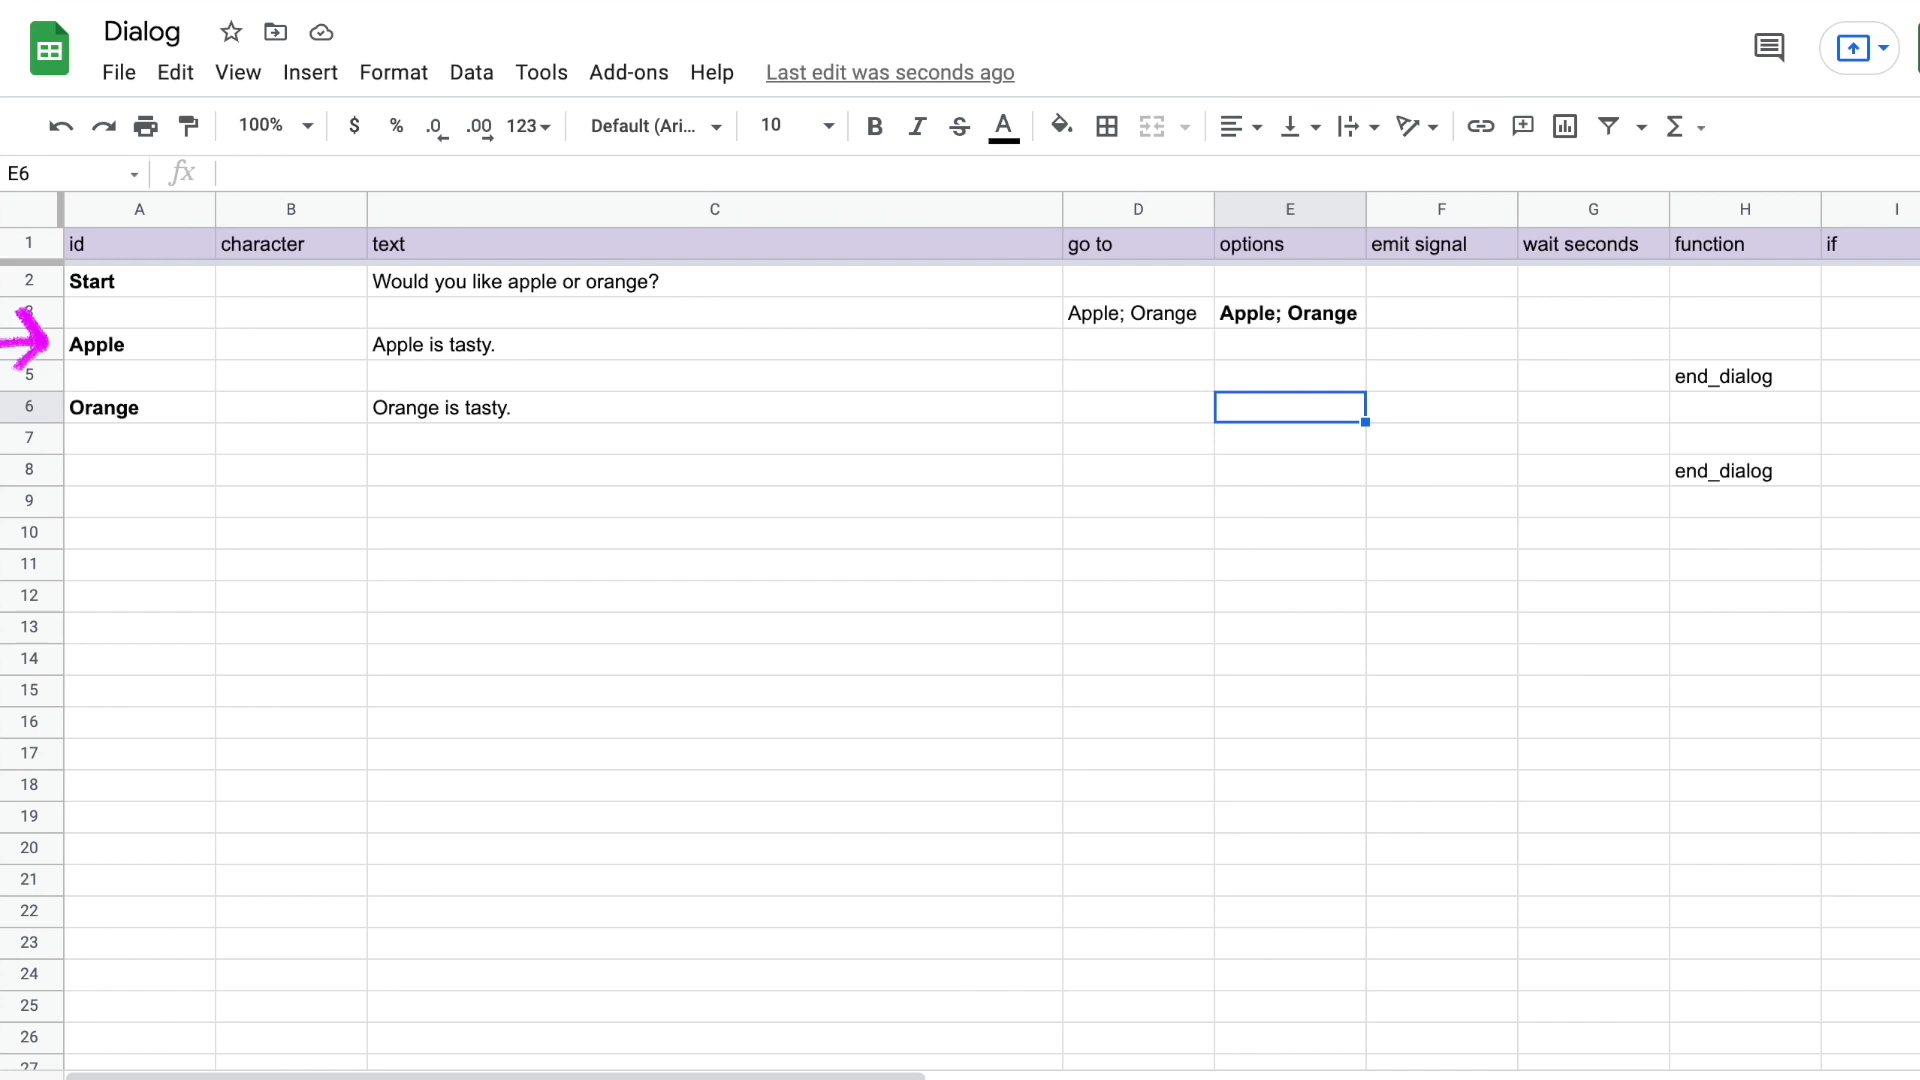 Dialog
File Edit View Insert Format Data Tools Add-ons Help Last edit was seconds ago
100% $ % .0 .00 123 Default (Ari... 10 B I S A Σ
E6 fx
A B C D E F G H I
1 id character text go to options emit signal wait seconds function if
2 Start Would you like apple or orange?
3 Apple; Orange Apple; Orange
Apple Apple is tasty.
5 end_dialog
6 Orange Orange is tasty.
7
8 end_dialog
9
10
11
12
13
14
15
16
17
18
19
20
21
22
23
24
25
26
27